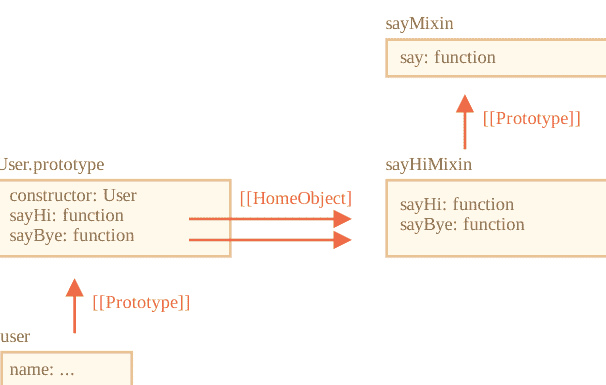 sayMixin
say: function
[[Prototype]]
User.prototype
sayHiMixin
constructor: User
sayHi: function
sayBye: function
[[HomeObject]
sayHi: function
sayBye: function
[[Prototype]]
user
name: ...